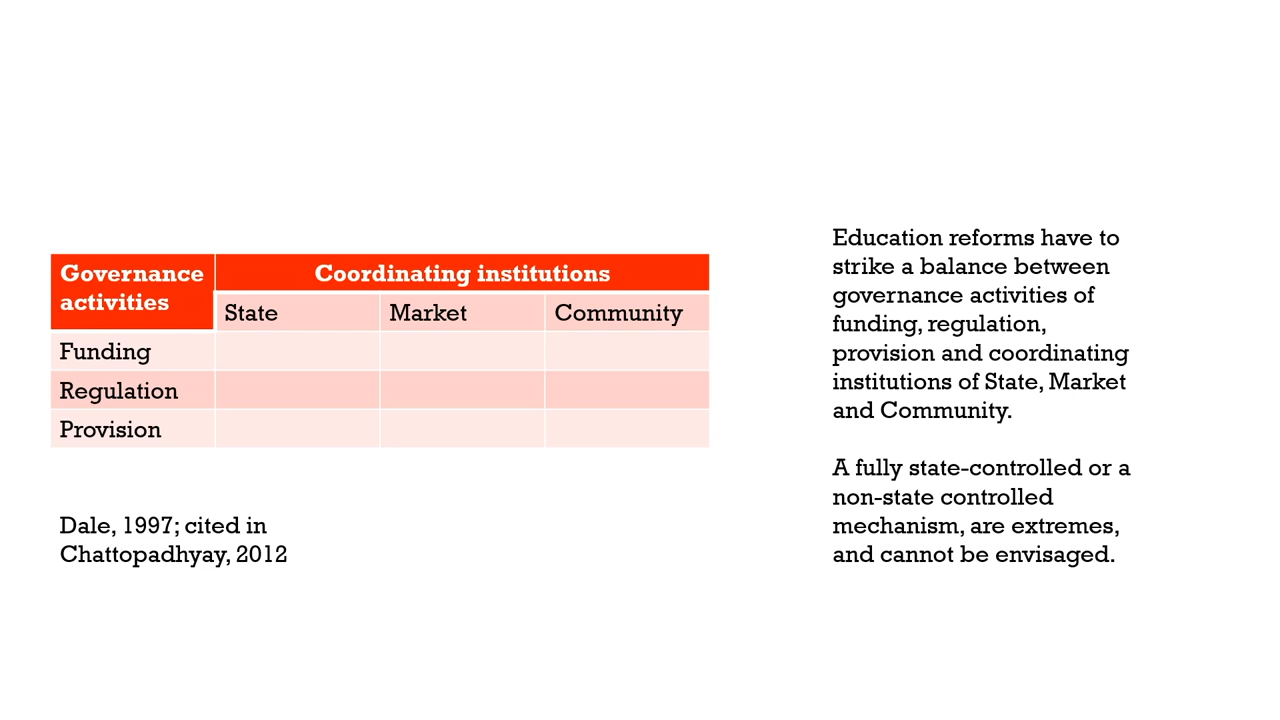 Governance
activities
Coordinating institutions
State
Market
Community
Funding
Regulation
Provision
Dale, 1997; cited in
Chattopadhyay, 2012
Education reforms have to
strike a balance between
governance activities of
funding, regulation,
provision and coordinating
institutions of State, Market
and Community.
A fully state-controlled or a
non-state controlled
mechanism, are extremes,
and cannot be envisaged.